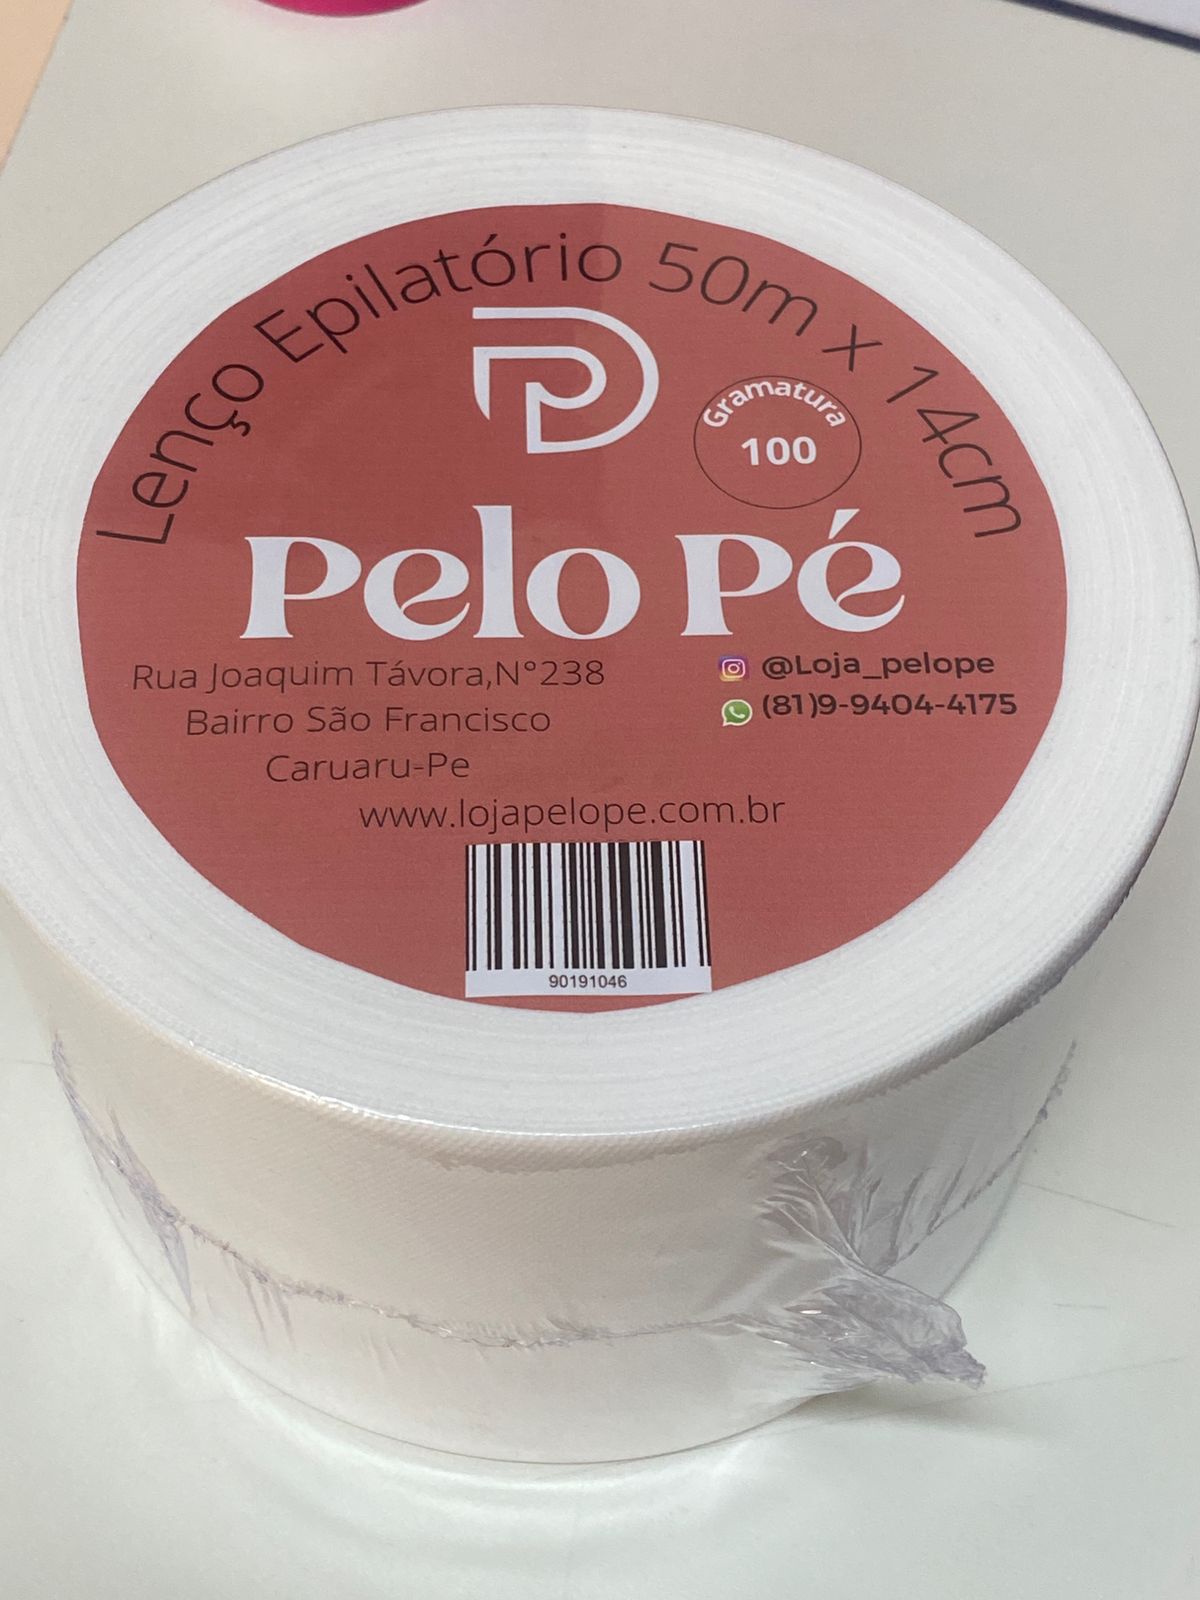 Lenço Epilatório 50m x 14cm
Gramatura
100
Pelo Pé
Rua Joaquim Távora,N°238
Bairro São Francisco
Caruaru-Pe
@Loja_pelope
(81)9-9404-4175
www.lojapelope.com.br
90191046